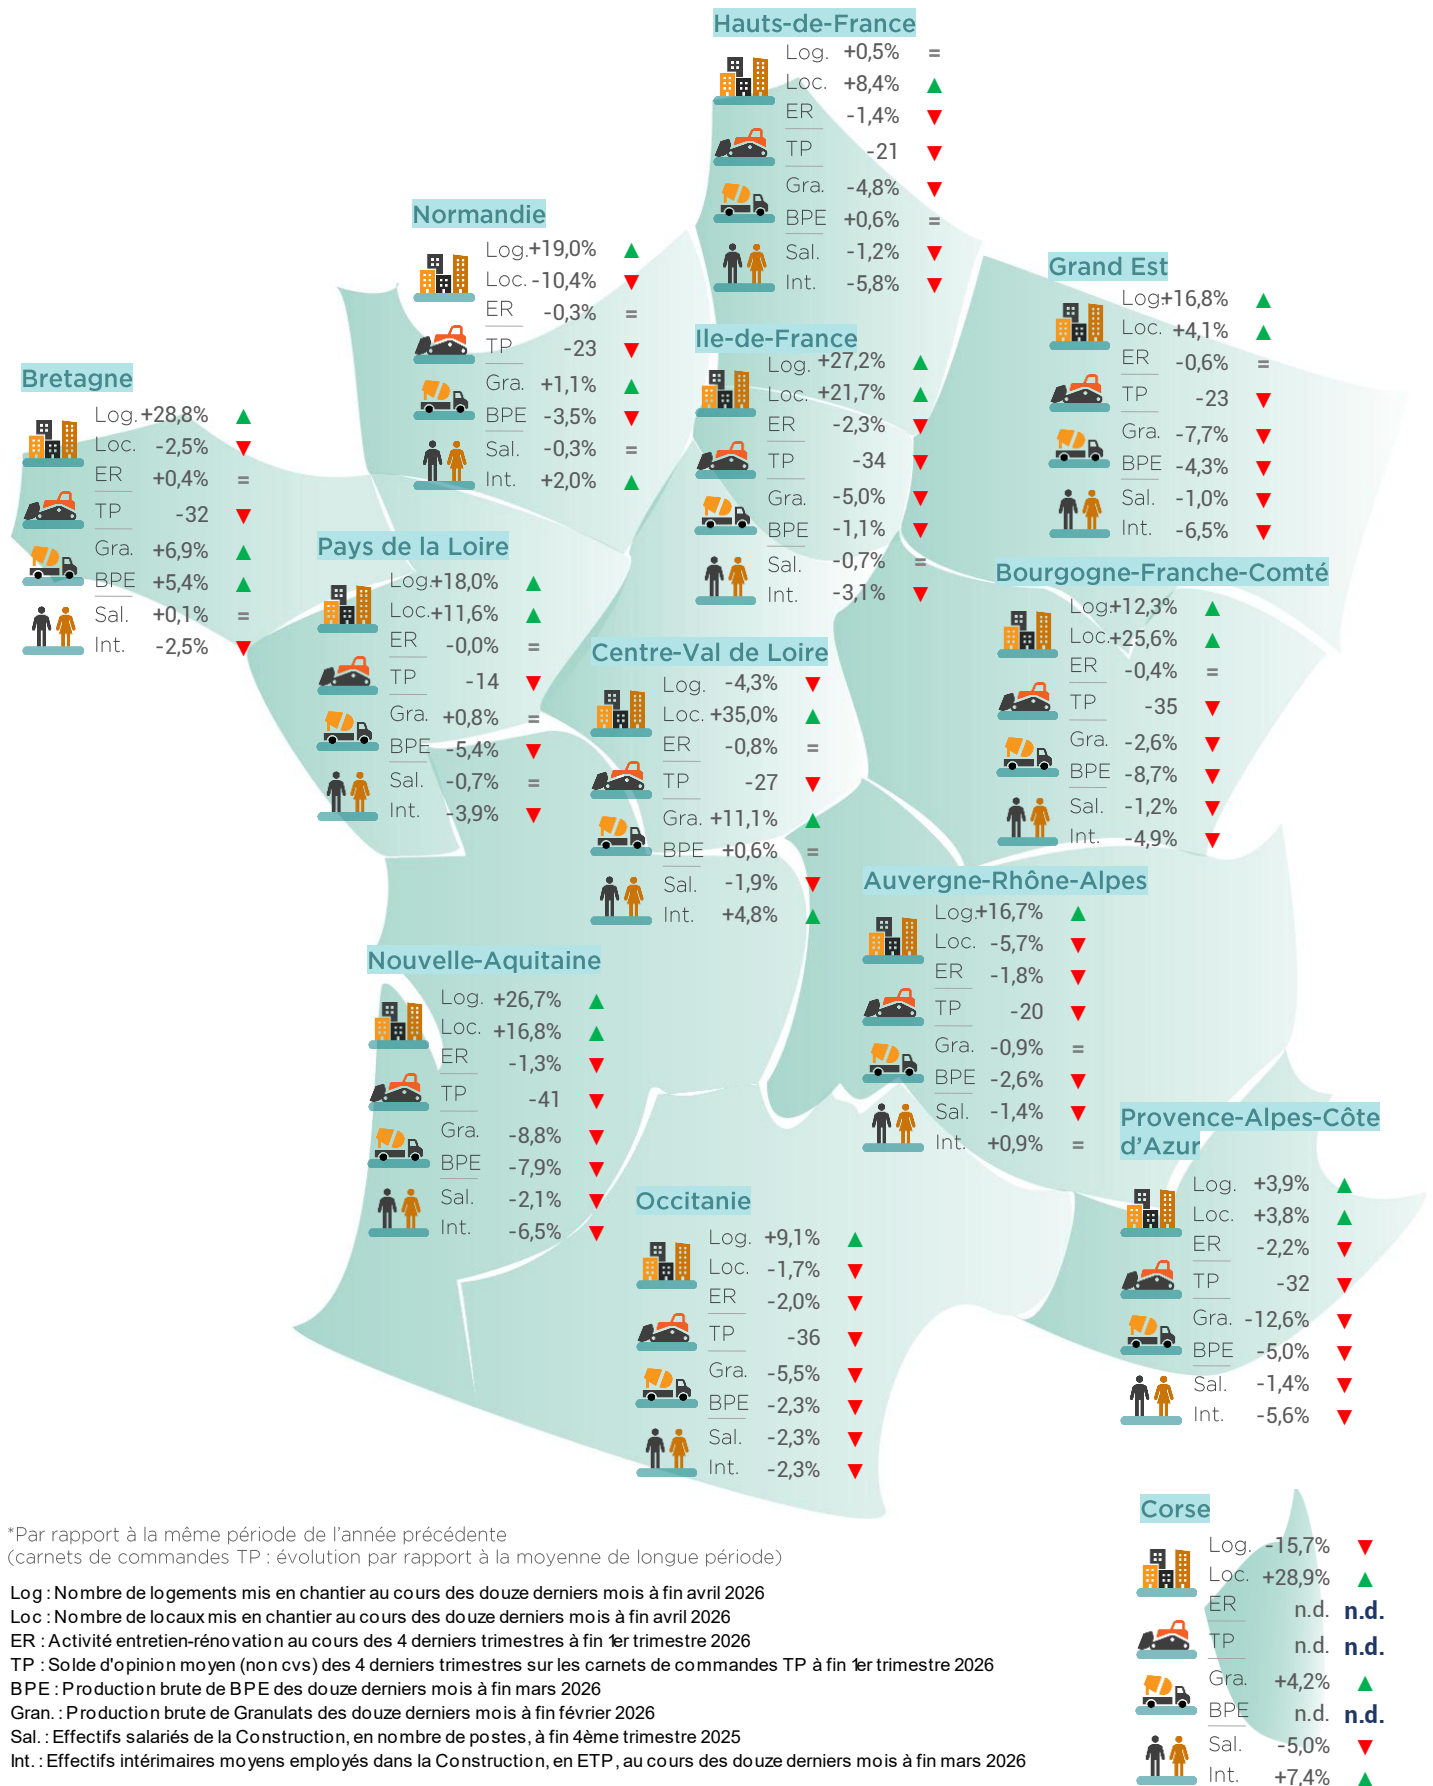 Hauts-de-France
Log. +0,5% =
Loc. +8,4% ▲
ER -1,4% ▼
TP -21 ▼
Gra. -4,8% ▼
BPE +0,6% =
Sal. -1,2% ▼
Int. -5,8% ▼
Normandie
Log. +19,0% ▲
Loc. -10,4% ▼
ER -0,3% =
TP -23 ▼
Gra. +1,1% ▲
BPE -3,5% ▼
Sal. -0,3% =
Int. +2,0% ▲
Grand Est
Log. +16,8% ▲
Loc. +4,1% ▲
ER -0,6% =
TP -23 ▼
Gra. -7,7% ▼
BPE -4,3% ▼
Sal. -1,0% ▼
Int. -6,5% ▼
Ile-de-France
Log. +27,2% ▲
Loc. +21,7% ▲
ER -2,3% ▼
TP -34 ▼
Gra. -5,0% ▼
BPE -1,1% ▼
Sal. -0,7% =
Int. -3,1% ▼
Bretagne
Log. +28,8% ▲
Loc. -2,5% ▼
ER +0,4% =
TP -32 ▼
Gra. +6,9% ▲
BPE +5,4% ▲
Sal. +0,1% =
Int. -2,5% ▼
Pays de la Loire
Log. +18,0% ▲
Loc. +11,6% ▲
ER -0,0% =
TP -14 ▼
Gra. +0,8% =
BPE -5,4% ▼
Sal. -0,7% =
Int. -3,9% ▼
Bourgogne-Franche-Comté
Log. +12,3% ▲
Loc. +25,6% ▲
ER -0,4% =
TP -35 ▼
Gra. -2,6% ▼
BPE -8,7% ▼
Sal. -1,2% ▼
Int. -4,9% ▼
Centre-Val de Loire
Log. -4,3% ▼
Loc. +35,0% ▲
ER -0,8% =
TP -27 ▼
Gra. +11,1% ▲
BPE +0,6% =
Sal. -1,9% ▼
Int. +4,8% ▲
Auvergne-Rhône-Alpes
Log. +16,7% ▲
Loc. -5,7% ▼
ER -1,8% ▼
TP -20 ▼
Gra. -0,9% =
BPE -2,6% ▼
Sal. -1,4% ▼
Int. +0,9% =
Nouvelle-Aquitaine
Log. +26,7% ▲
Loc. +16,8% ▲
ER -1,3% ▼
TP -41 ▼
Gra. -8,8% ▼
BPE -7,9% ▼
Sal. -2,1% ▼
Int. -6,5% ▼
Provence-Alpes-Côte
d'Azur
Log. +3,9% ▲
Loc. +3,8% ▲
ER -2,2% ▼
TP -32 ▼
Gra. -12,6% ▼
BPE -5,0% ▼
Sal. -1,4% ▼
Int. -5,6% ▼
Occitanie
Log. +9,1% ▲
Loc. -1,7% ▼
ER -2,0% ▼
TP -36 ▼
Gra. -5,5% ▼
BPE -2,3% ▼
Sal. -2,3% ▼
Int. -2,3% ▼
Corse
Log. -15,7% ▼
Loc. +28,9% ▲
ER n.d. n.d.
TP n.d. n.d.
Gra. +4,2% ▲
BPE n.d. n.d.
Sal. -5,0% ▼
Int. +7,4% ▲
*Par rapport à la même période de l'année précédente
(carnets de commandes TP : évolution par rapport à la moyenne de longue période)
Log : Nombre de logements mis en chantier au cours des douze derniers mois à fin avril 2026
Loc : Nombre de locaux mis en chantier au cours des douze derniers mois à fin avril 2026
ER : Activité entretien-rénovation au cours des 4 derniers trimestres à fin 1er trimestre 2026
TP : Solde d'opinion moyen (non cvs) des 4 derniers trimestres sur les carnets de commandes TP à fin 1er trimestre 2026
BPE : Production brute de BPE des douze derniers mois à fin mars 2026
Gran. : Production brute de Granulats des douze derniers mois à fin février 2026
Sal. : Effectifs salariés de la Construction, en nombre de postes, à fin 4ème trimestre 2025
Int. : Effectifs intérimaires moyens employés dans la Construction, en ETP, au cours des douze derniers mois à fin mars 2026